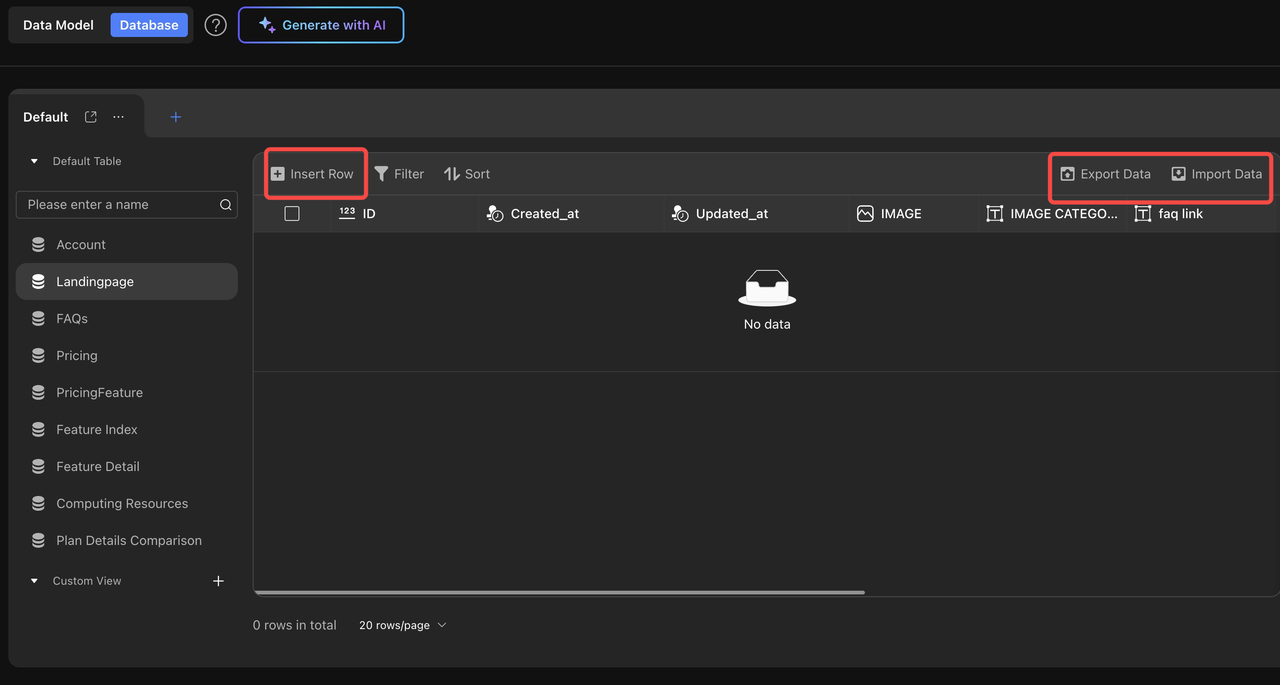 Data Model Database ? Generate with AI
Default ... +
Default Table
Please enter a name
Account
Landingpage
FAQs
Pricing
PricingFeature
Feature Index
Feature Detail
Computing Resources
Plan Details Comparison
Custom View +
Insert Row Filter Sort Export Data Import Data
123 ID Created_at Updated_at IMAGE T IMAGE CATEGO... T faq link
No data
0 rows in total 20 rows/page